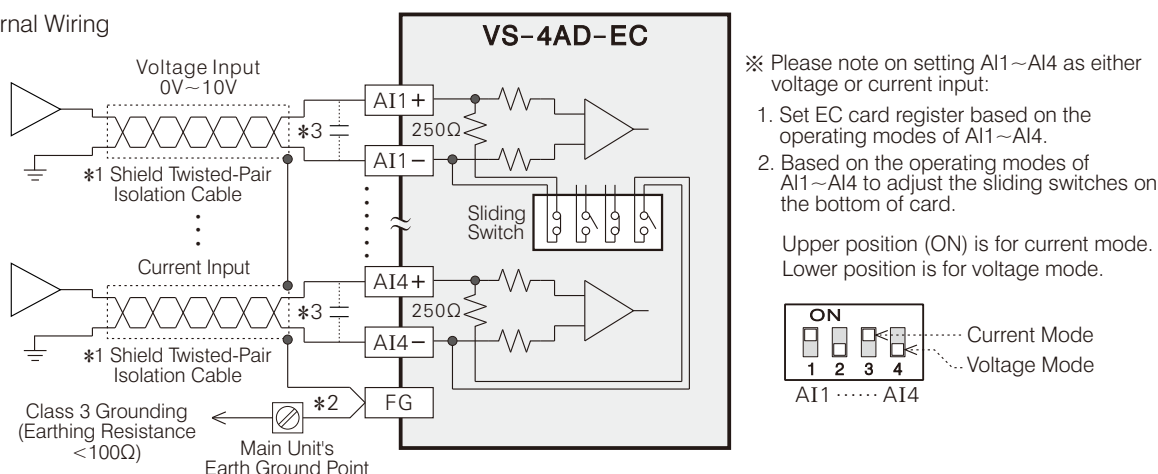 rnal Wiring
VS-4AD-EC
Voltage Input
0V~10V
*3
*1 Shield Twisted-Pair
Isolation Cable
AI1+
AI1-
250Ω
Sliding
Switch
Current Input
*3
*1 Shield Twisted-Pair
Isolation Cable
AI4+
AI4-
250Ω
FG
*2
Class 3 Grounding
(Earthing Resistance
<100Ω)
Main Unit's
Earth Ground Point
※ Please note on setting AI1~AI4 as either
voltage or current input:
1. Set EC card register based on the
operating modes of AI1~AI4.
2. Based on the operating modes of
AI1~AI4 to adjust the sliding switches on
the bottom of card.
Upper position (ON) is for current mode.
Lower position is for voltage mode.
ON
1 2 3 4
AI1 ······ AI4
Current Mode
Voltage Mode